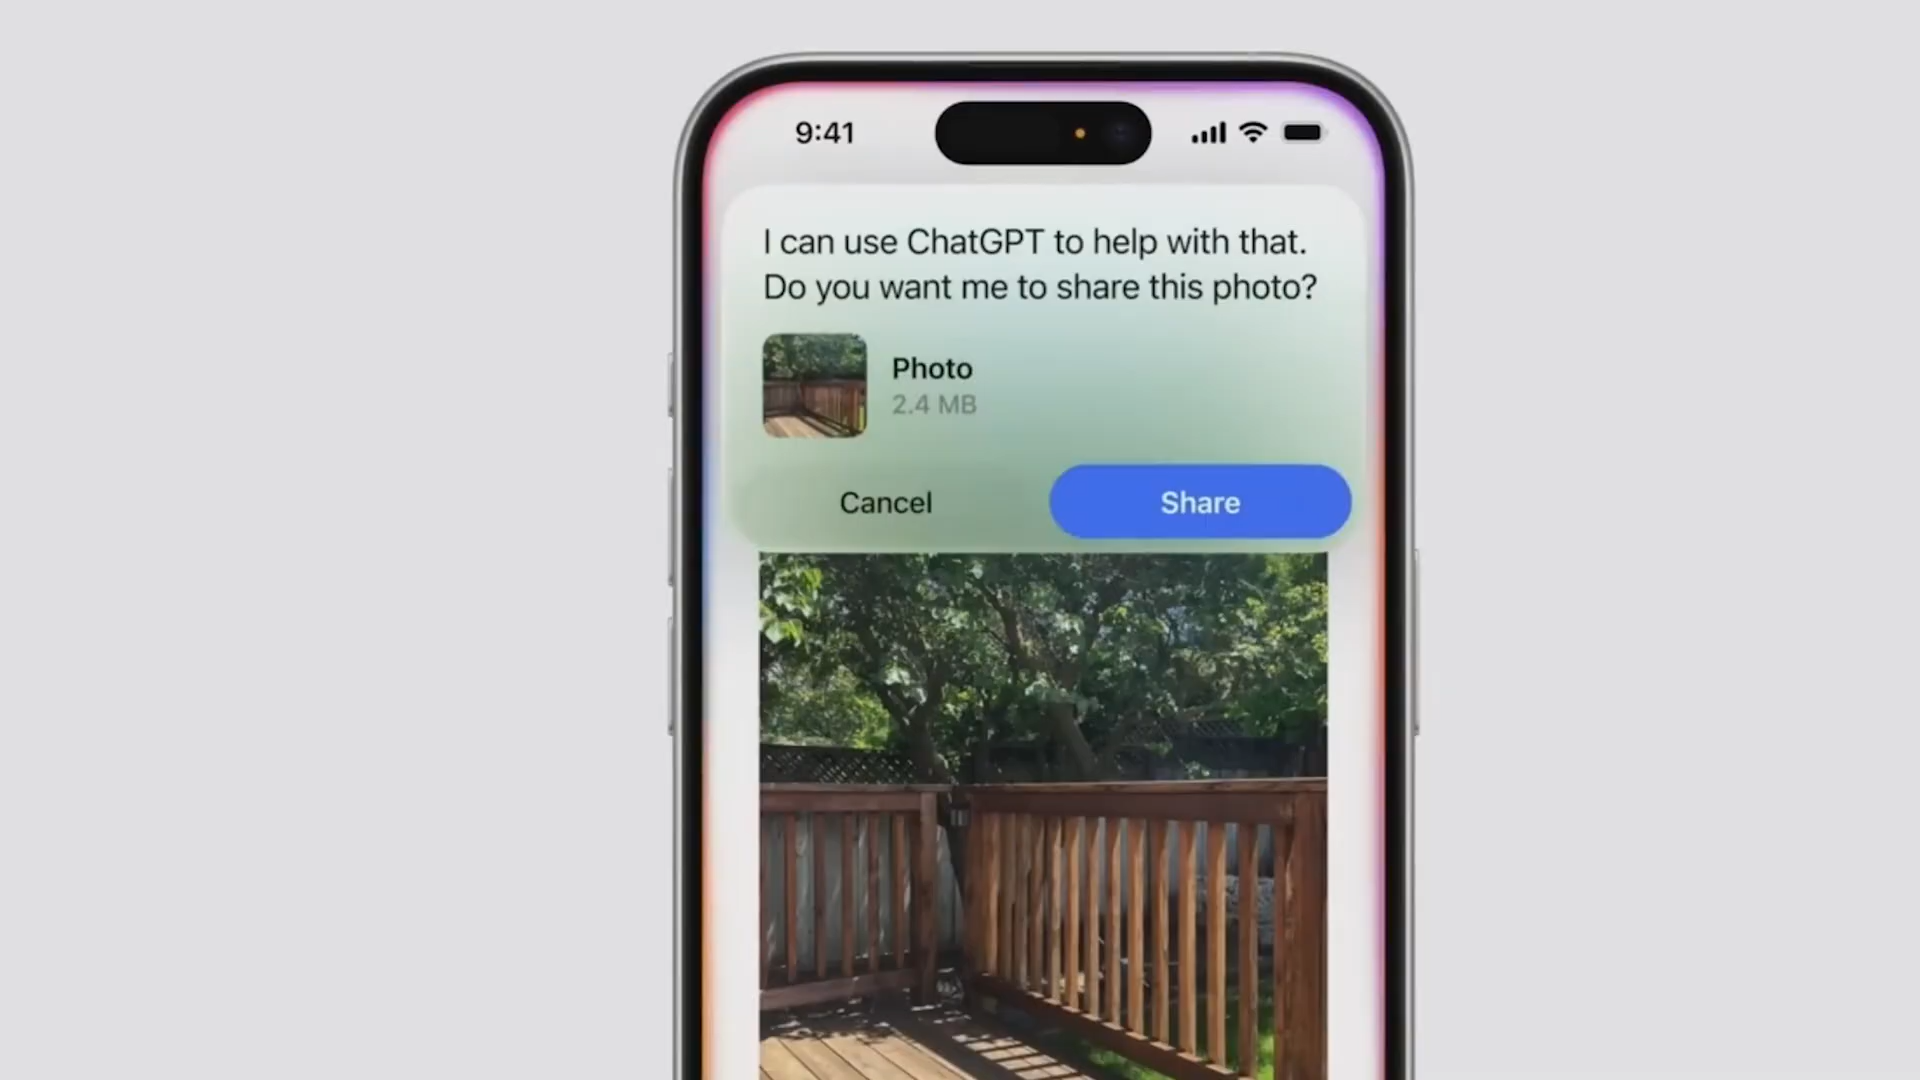 9:41
I can use ChatGPT to help with that.
Do you want me to share this photo?
Photo
2.4 MB
Cancel
Share